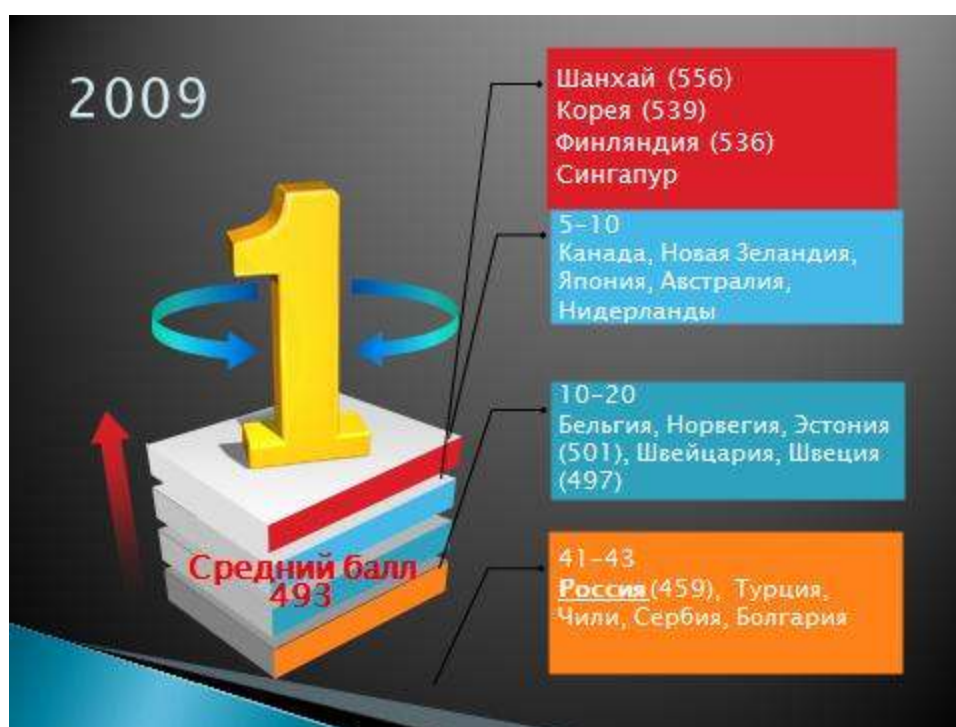 2009
Шанхай (556)
Корея (539)
Финляндия (536)
Сингапур
5-10
Канада, Новая Зеландия,
Япония, Австралия,
Нидерланды
10-20
Бельгия, Норвегия, Эстония
(501), Швейцария, Швеция
(497)
41-43
Россия (459), Турция,
Чили, Сербия, Болгария
1
Средний балл
493